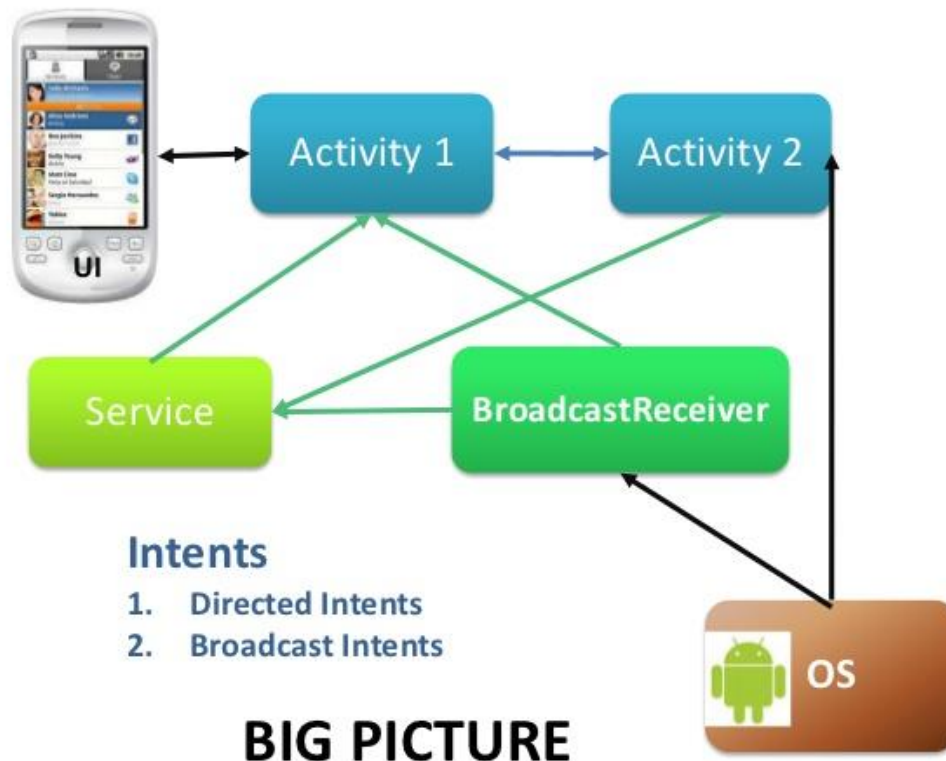 Activity 1
Activity 2
UI
Service
BroadcastReceiver
Intents
1. Directed Intents
2. Broadcast Intents
OS
BIG PICTURE